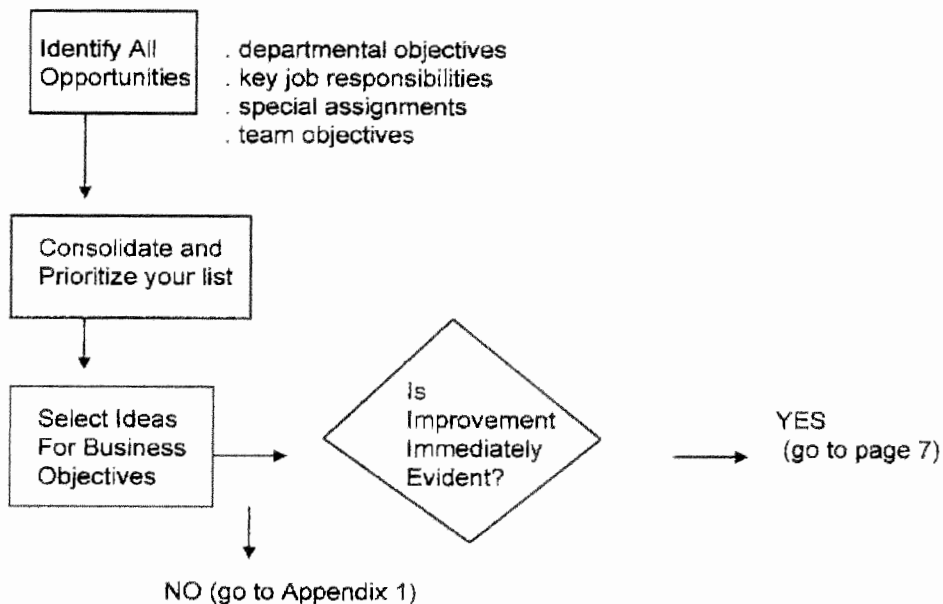 Identify All
Opportunities
. departmental objectives
. key job responsibilities
. special assignments
. team objectives
Consolidate and
Prioritize your list
Select Ideas
For Business
Objectives
Is
Improvement
Immediately
Evident?
YES
(go to page 7)
NO (go to Appendix 1)